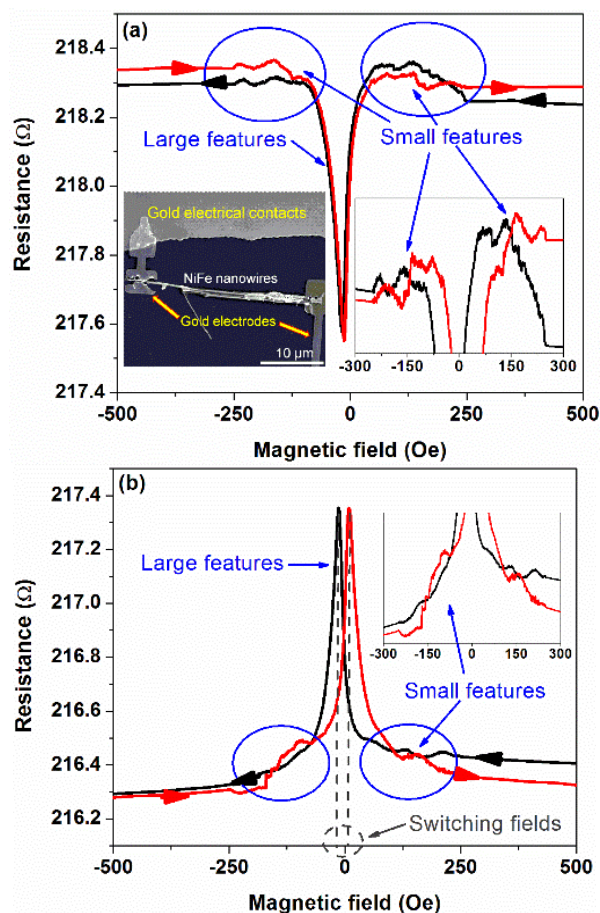 (a)
218.4
218.2
218.0
217.8
217.6
217.4
Resistance (Ω)
Large features
Small features
Gold electrical contacts
NiFe nanowires
Gold electrodes
10 µm
-300 -150 0 150 300
-500 -250 0 250 500
Magnetic field (Oe)
(b)
217.4
217.2
217.0
216.8
216.6
216.4
216.2
Resistance (Ω)
Large features
-300 -150 0 150 300
Small features
Switching fields
-500 -250 0 250 500
Magnetic field (Oe)